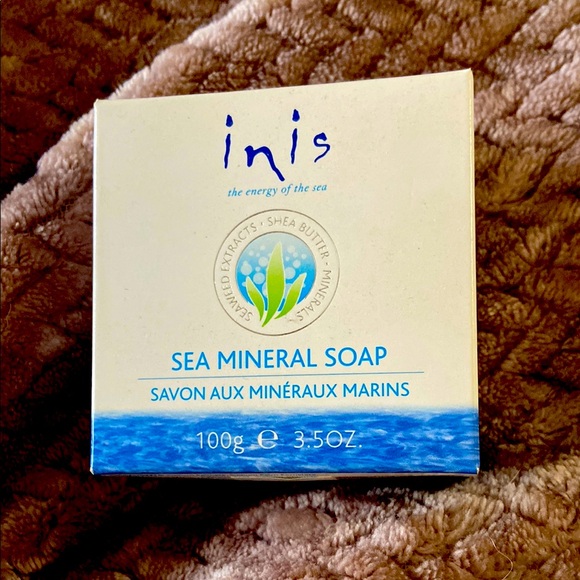 inis
the energy of the sea
SEAWEED EXTRACTS · SHEA BUTTER · MINERALS
SEA MINERAL SOAP
SAVON AUX MINÉRAUX MARINS
100g ℮ 3.5OZ.